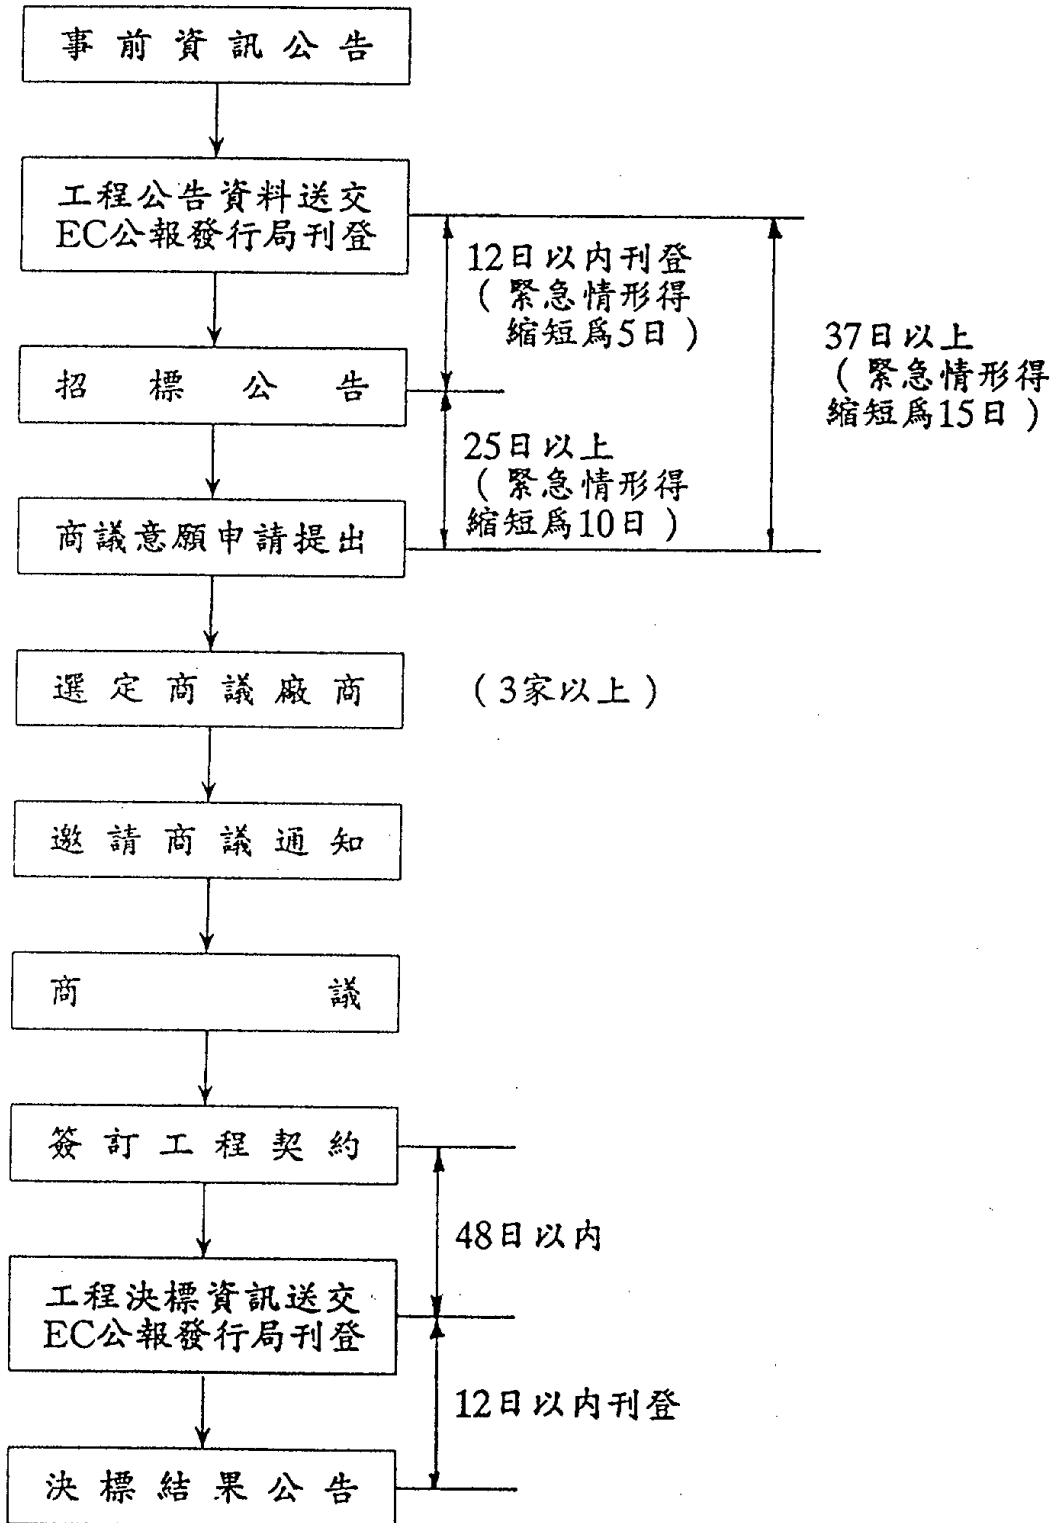 事前資訊公告
工程公告資料送交
EC公報發行局刊登
12日以内刊登
（緊急情形得
縮短爲5日）
37日以上
（緊急情形得
縮短爲15日）
招標公告
25日以上
（緊急情形得
縮短爲10日）
商議意願申請提出
選定商議廠商
（3家以上）
邀請商議通知
商議
簽訂工程契約
48日以内
工程決標資訊送交
EC公報發行局刊登
12日以内刊登
決標結果公告